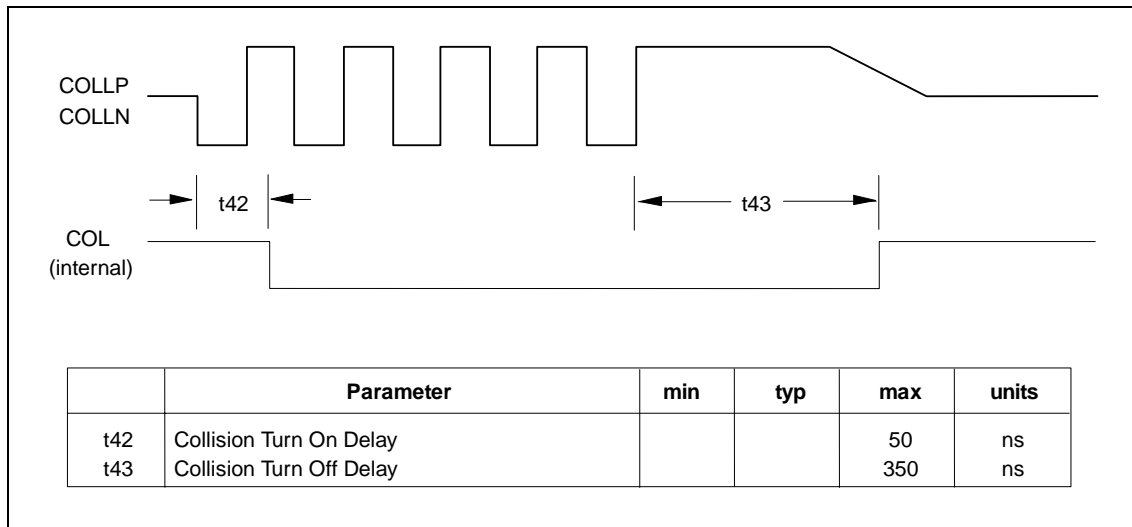 COLLP
COLLN
t42
t43
COL
(internal)
Parameter min typ max units
t42 Collision Turn On Delay 50 ns
t43 Collision Turn Off Delay 350 ns